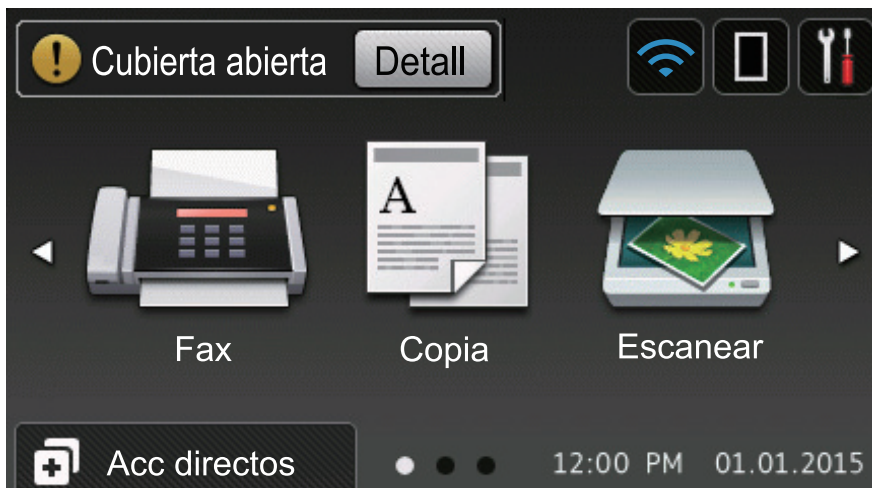 Cubierta abierta Detall
A
Fax Copia Escanear
Acc directos 12:00 PM 01.01.2015